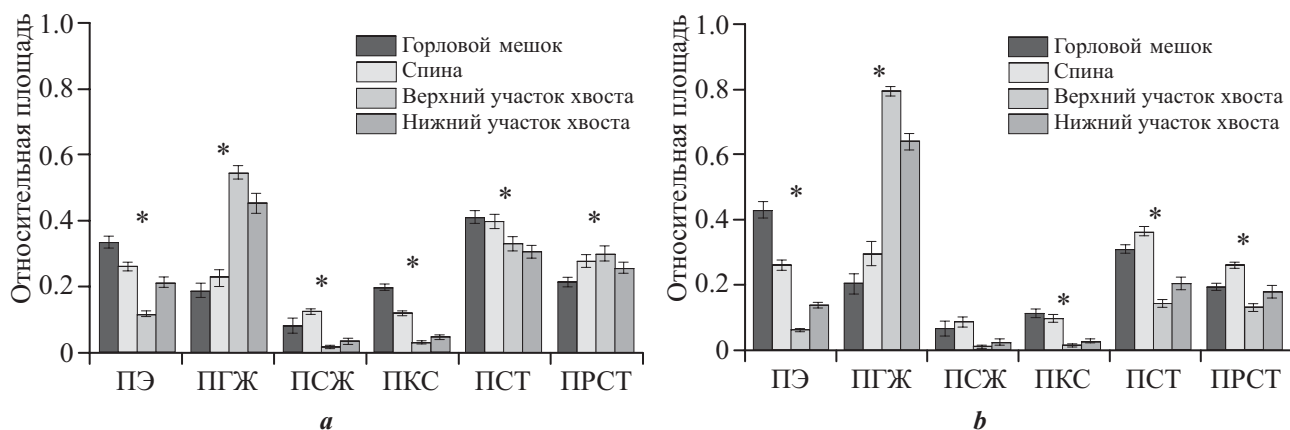 Относительная площадь
1.0
0.8
0.6
0.4
0.2
0
Горловой мешок
Спина
Верхний участок хвоста
Нижний участок хвоста
*
*
*
*
*
*
ПЭ ПГЖ ПСЖ ПКС ПСТ ПРСТ
a
Относительная площадь
1.0
0.8
0.6
0.4
0.2
0
Горловой мешок
Спина
Верхний участок хвоста
Нижний участок хвоста
*
*
*
*
*
ПЭ ПГЖ ПСЖ ПКС ПСТ ПРСТ
b